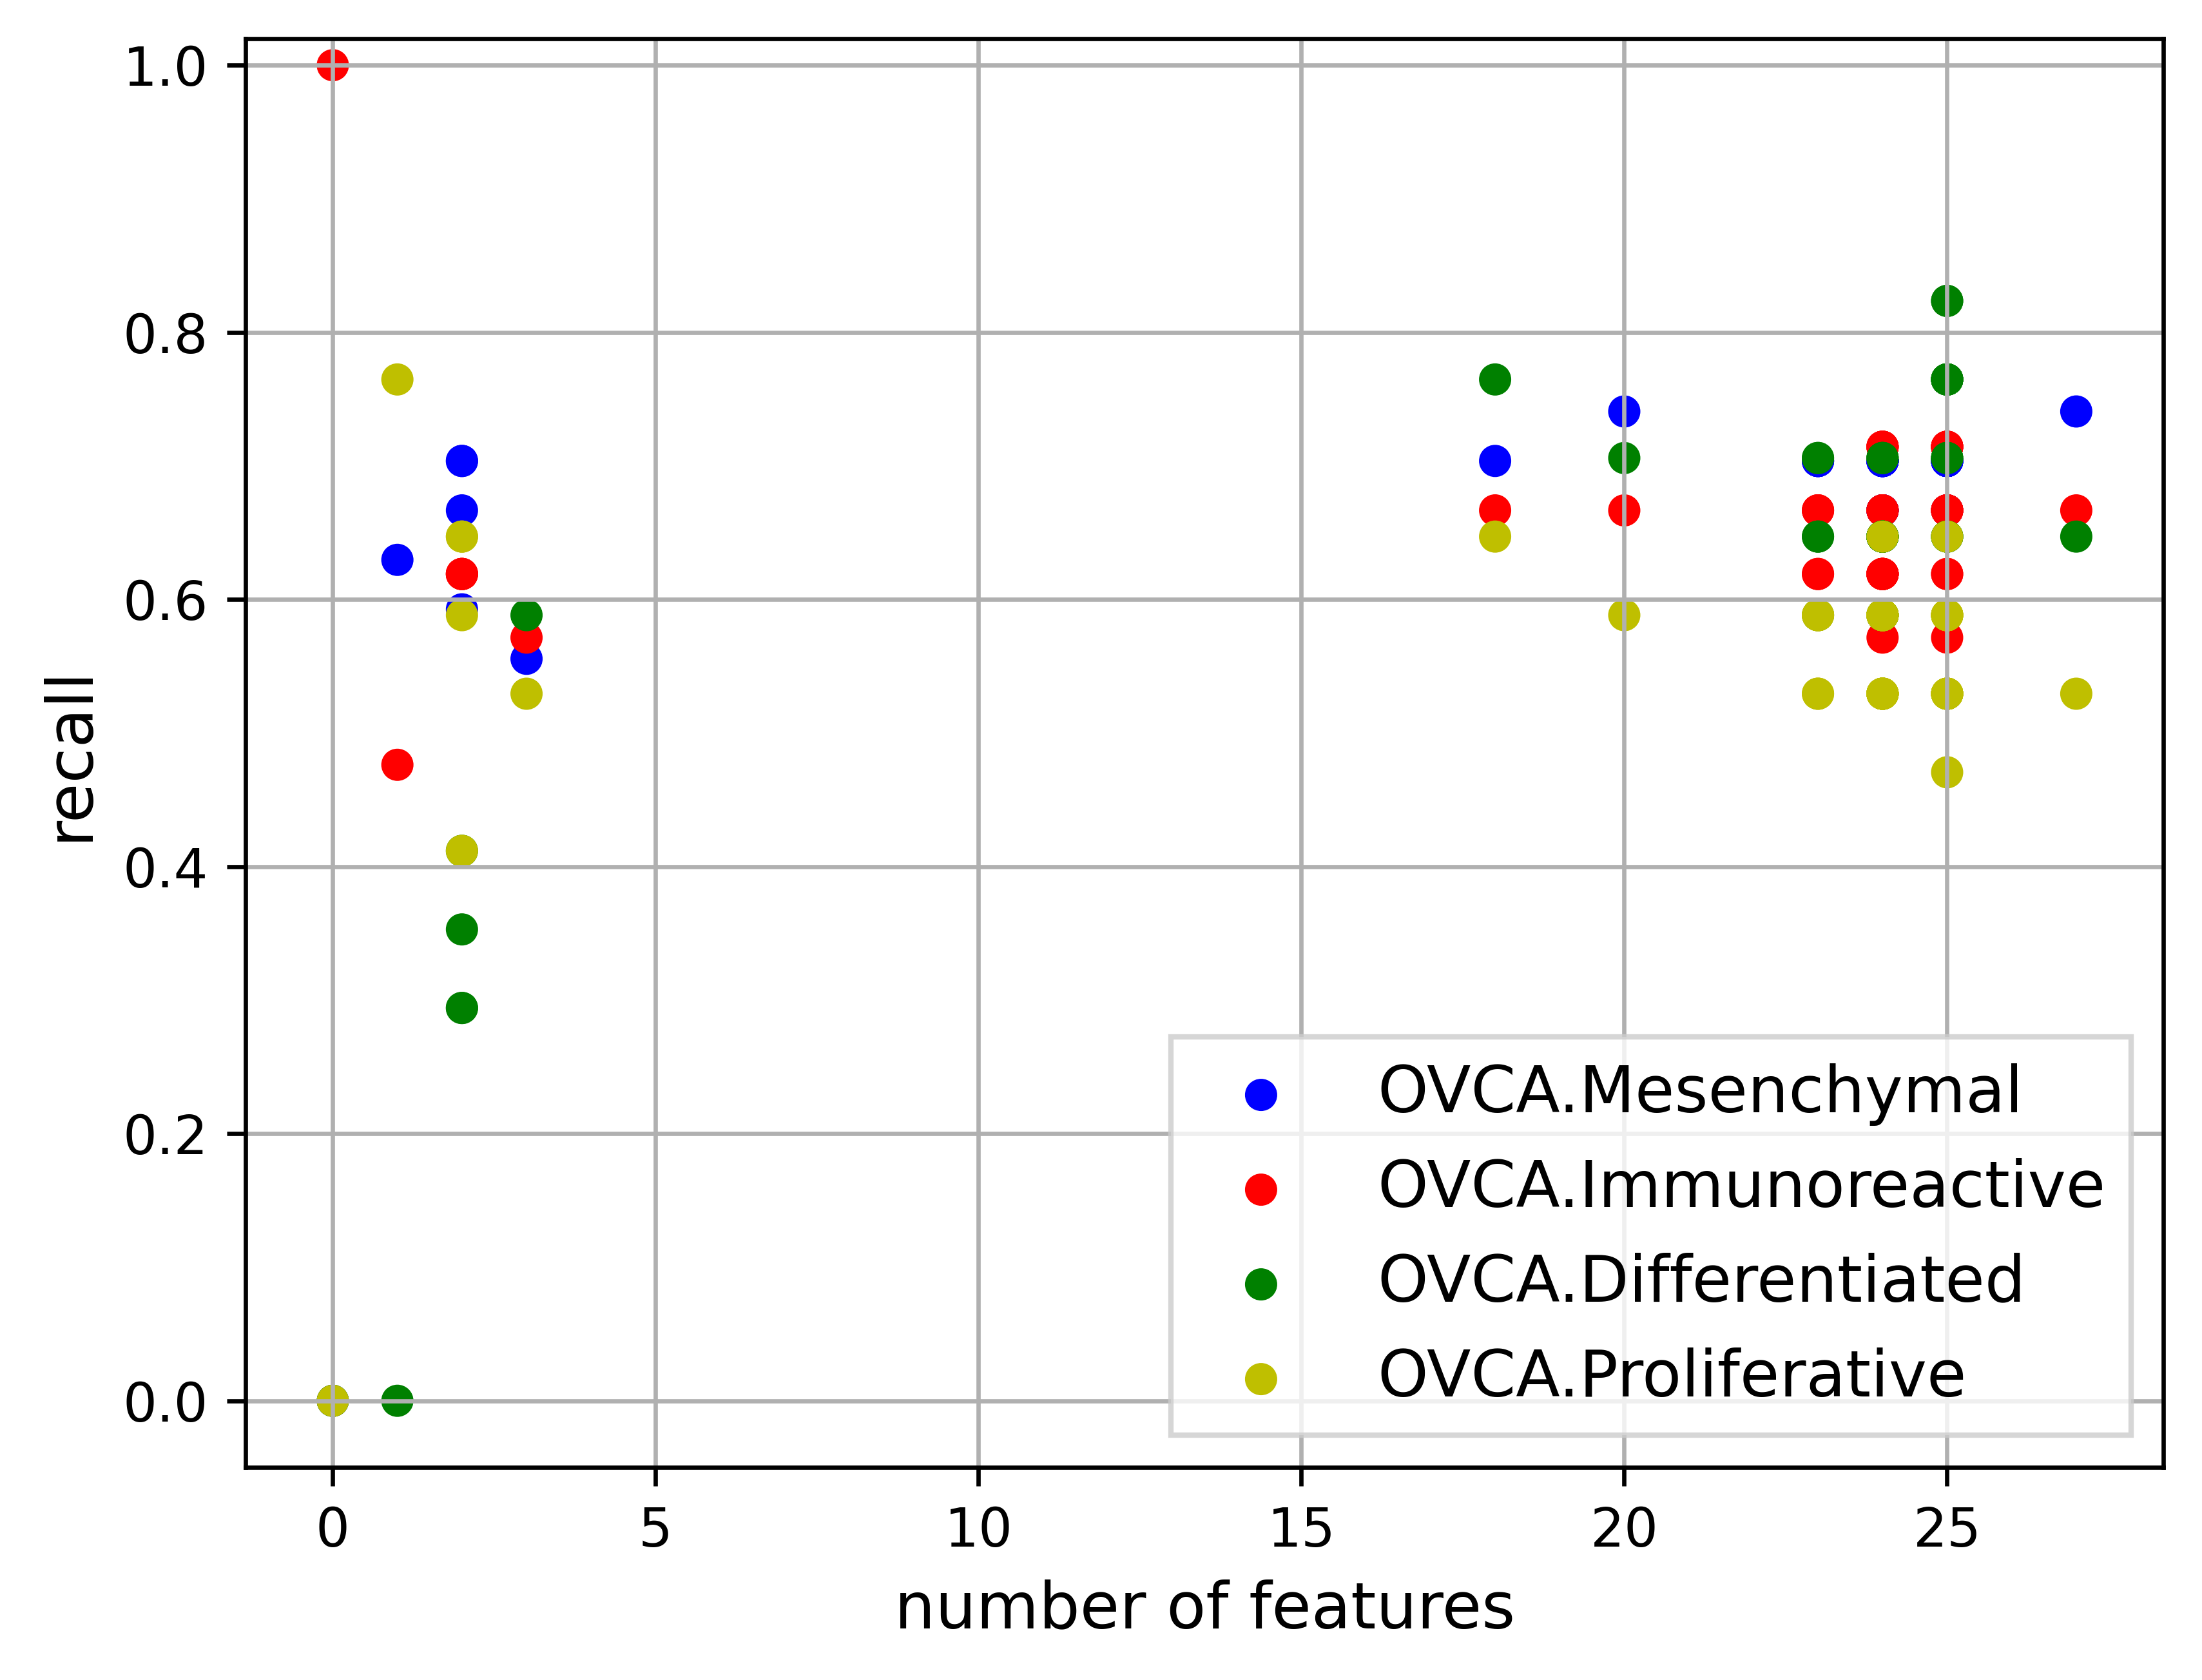 1.0
0.8
0.6
0.4
0.2
0.0
recall
0 5 10 15 20 25
number of features
OVCA.Mesenchymal
OVCA.Immunoreactive
OVCA.Differentiated
OVCA.Proliferative